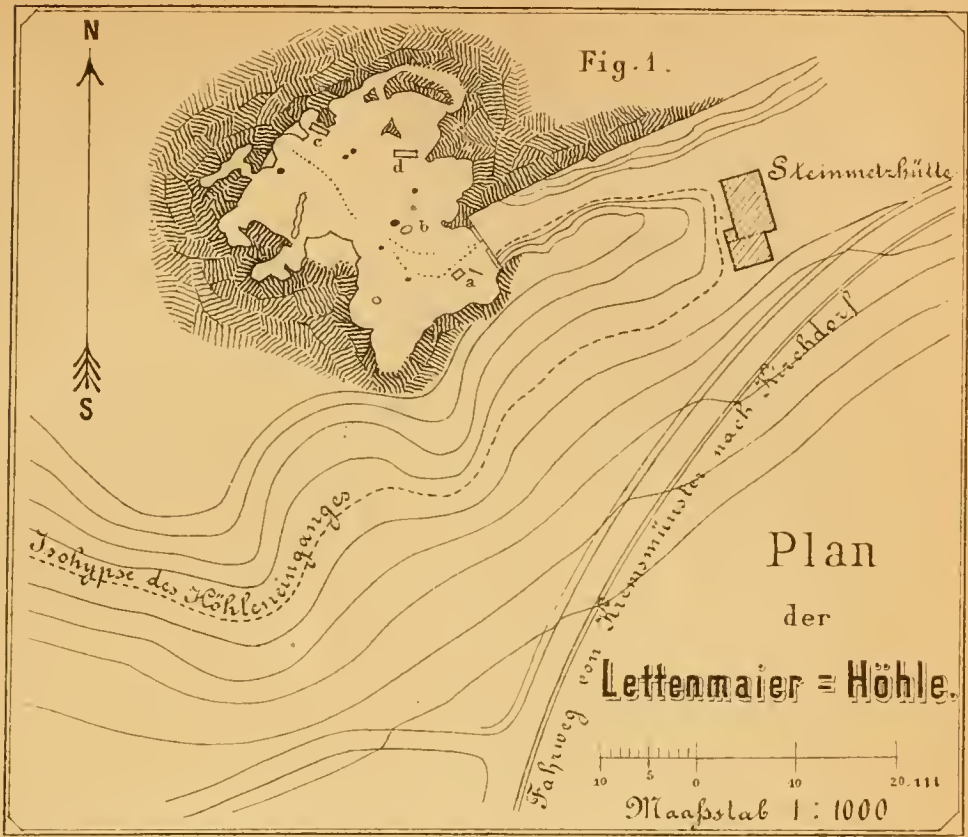 N
Fig. 1.
c
d
Steinmetzhütte
b
a
S
Isohypse des Höhleneinganges
Fahrweg von Kremsmünster nach Kirchdorf
Plan
der
Lettenmaier = Höhle.
10 5 0 10 20 m
Maaßstab 1 : 1000